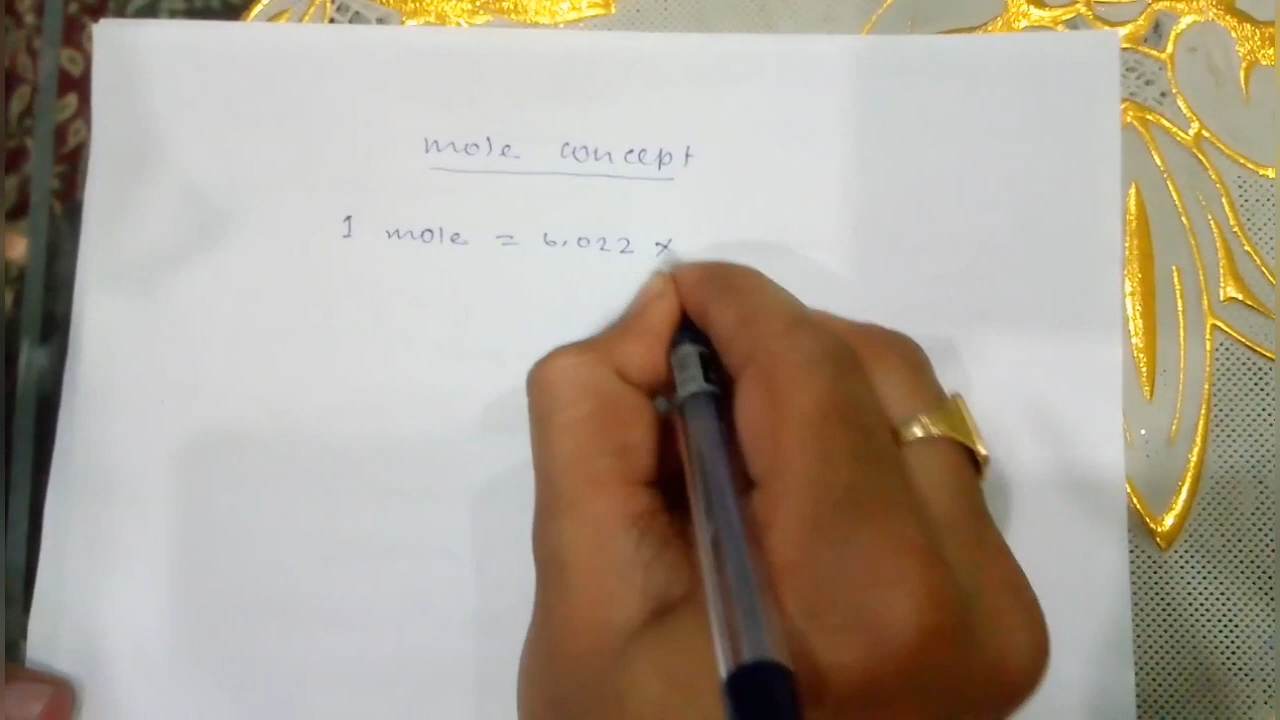 mole concept
1 mole = 6.022 ×